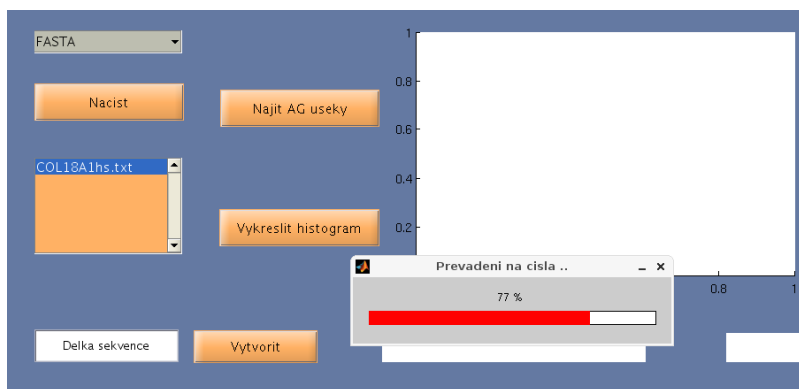 FASTA
Nacist
Najit AG useky
COL18A1hs.txt
Vykreslit histogram
1
0.8
0.6
0.4
0.2
0.8
1
Prevadeni na cisla ..
77 %
Delka sekvence
Vytvorit